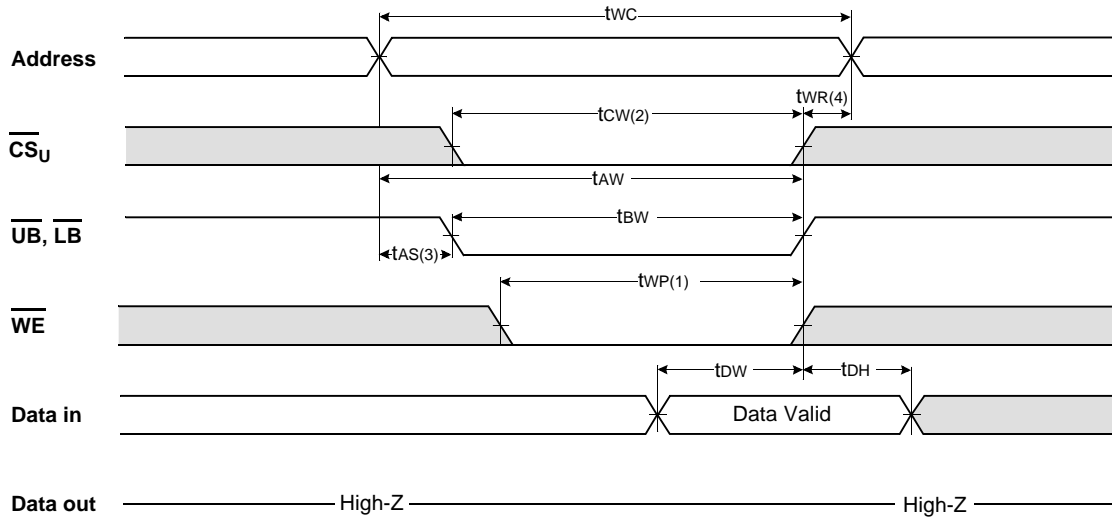 tWC
Address
tCW(2)
tWR(4)
CSU
tAW
UB, LB
tBW
tAS(3)
WE
tWP(1)
tDW
tDH
Data in
Data Valid
Data out
High-Z
High-Z